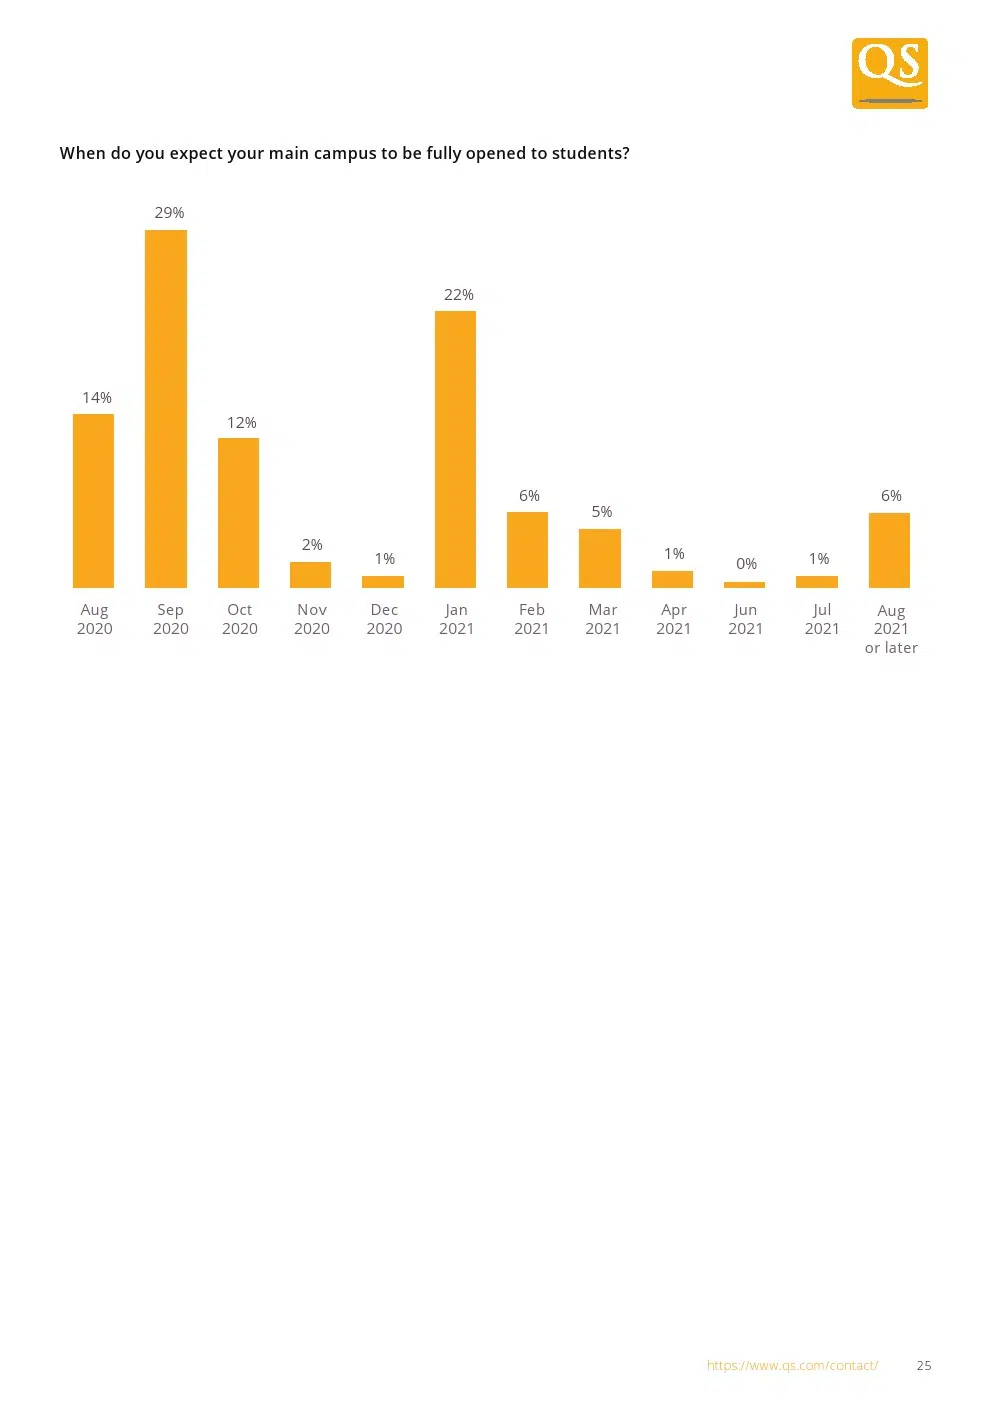 QS
When do you expect your main campus to be fully opened to students?
29%
22%
14%
12%
6%
6%
5%
2%
1%
1%
0%
1%
Aug Sep Oct Nov Dec Jan Feb Mar Apr Jun Jul Aug
2020 2020 2020 2020 2020 2021 2021 2021 2021 2021 2021 2021
or later
https://www.qs.com/contact/ 25